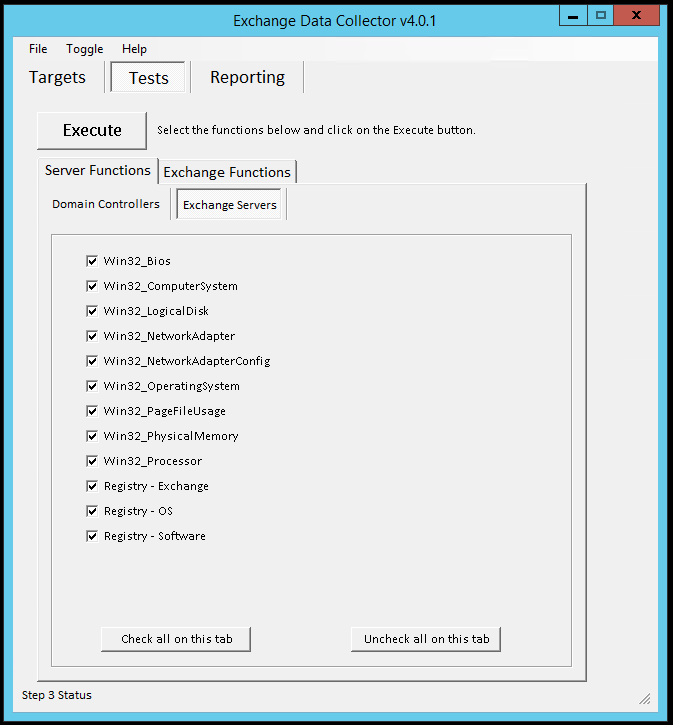 Exchange Data Collector v4.0.1
File Toggle Help
Targets Tests Reporting
Execute Select the functions below and click on the Execute button.
Server Functions Exchange Functions
Domain Controllers Exchange Servers
Win32_Bios
Win32_ComputerSystem
Win32_LogicalDisk
Win32_NetworkAdapter
Win32_NetworkAdapterConfig
Win32_OperatingSystem
Win32_PageFileUsage
Win32_PhysicalMemory
Win32_Processor
Registry - Exchange
Registry - OS
Registry - Software
Check all on this tab Uncheck all on this tab
Step 3 Status